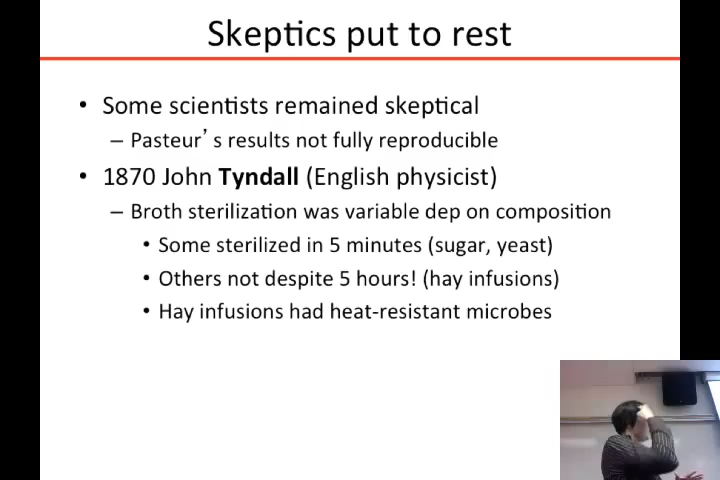 Skeptics put to rest
• Some scientists remained skeptical
– Pasteur's results not fully reproducible
• 1870 John Tyndall (English physicist)
– Broth sterilization was variable dep on composition
• Some sterilized in 5 minutes (sugar, yeast)
• Others not despite 5 hours! (hay infusions)
• Hay infusions had heat-resistant microbes